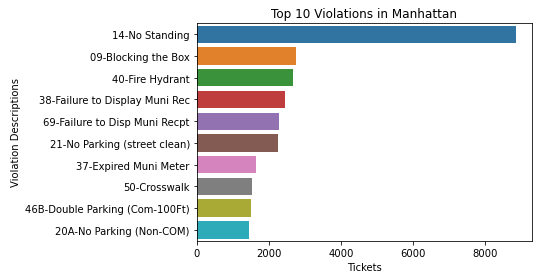 Top 10 Violations in Manhattan
Violation Descriptions
14-No Standing
09-Blocking the Box
40-Fire Hydrant
38-Failure to Display Muni Rec
69-Failure to Disp Muni Recpt
21-No Parking (street clean)
37-Expired Muni Meter
50-Crosswalk
46B-Double Parking (Com-100Ft)
20A-No Parking (Non-COM)
0 2000 4000 6000 8000
Tickets